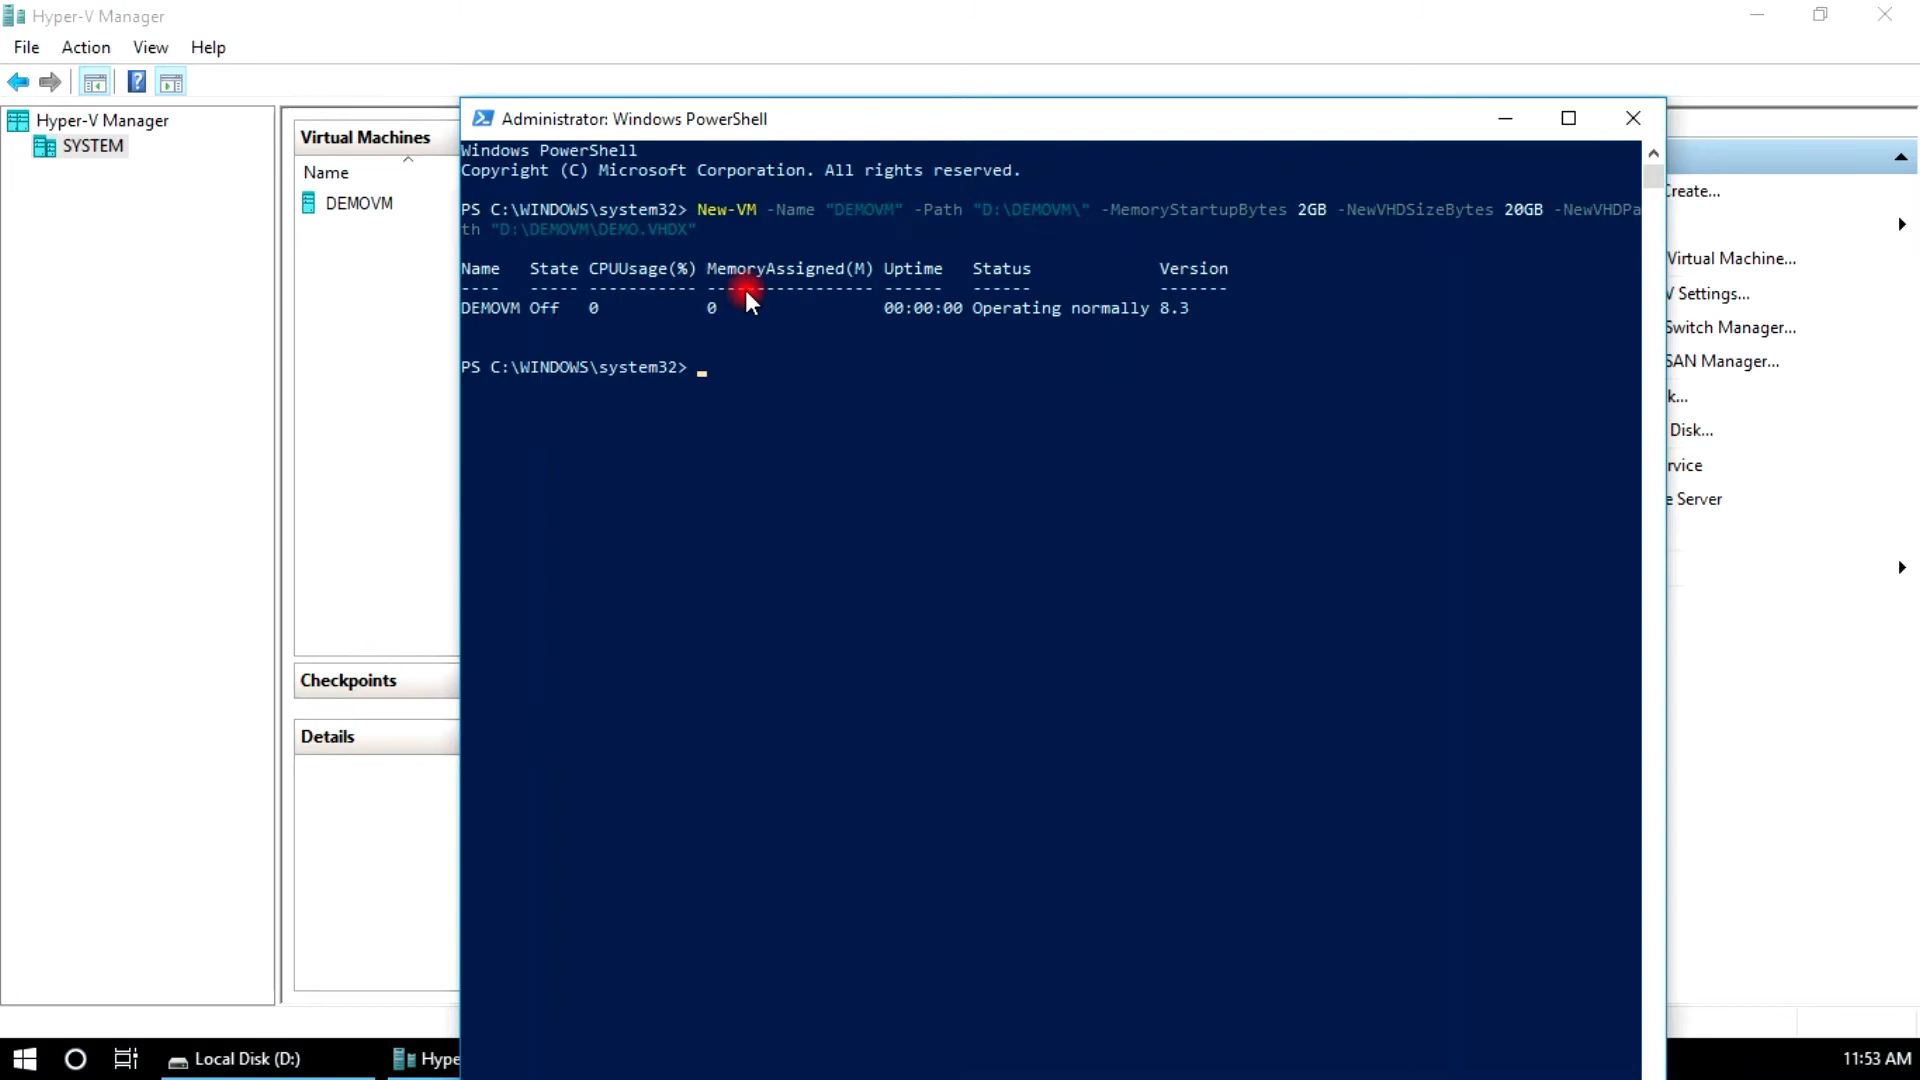 Hyper-V Manager
File Action View Help
Hyper-V Manager
SYSTEM
Virtual Machines
Name
DEMOVM
Checkpoints
Details
Administrator: Windows PowerShell
Windows PowerShell
Copyright (C) Microsoft Corporation. All rights reserved.
PS C:\WINDOWS\system32> New-VM -Name "DEMOVM" -Path "D:\DEMOVM\" -MemoryStartupBytes 2GB -NewVHDSizeBytes 20GB -NewVHDPa
th "D:\DEMOVM\DEMO.VHDX"
Name State CPUUsage(%) MemoryAssigned(M) Uptime Status Version
---- ----- ----------- ----------------- ------ ------ -------
DEMOVM Off 0 0 00:00:00 Operating normally 8.3
PS C:\WINDOWS\system32>
Create...
Virtual Machine...
V Settings...
Switch Manager...
SAN Manager...
k...
Disk...
rvice
e Server
Local Disk (D:)
Hype
11:53 AM